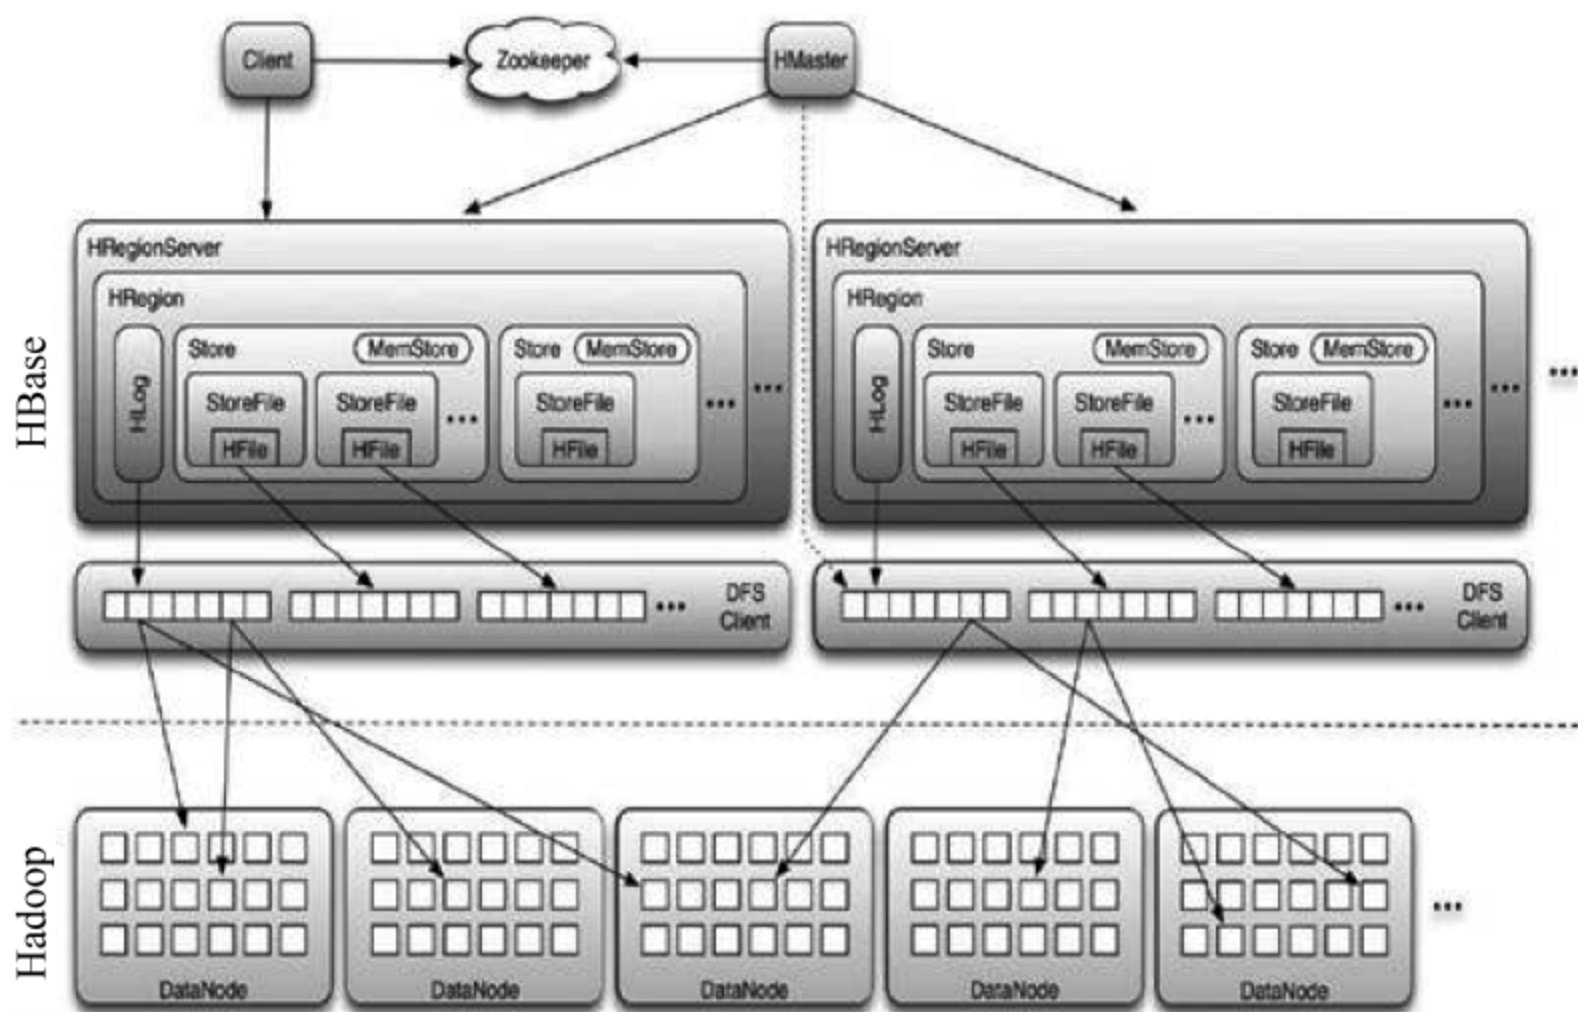 Client
Zookeeper
HMaster
HBase
HRegionServer
HRegion
HLog
Store
MemStore
StoreFile
HFile
StoreFile
HFile
...
Store
MemStore
StoreFile
HFile
...
...
HRegionServer
HRegion
HLog
Store
MemStore
StoreFile
HFile
StoreFile
HFile
...
Store
MemStore
StoreFile
HFile
...
...
...
...
DFS
Client
...
DFS
Client
Hadoop
DataNode
DataNode
DataNode
DataNode
DataNode
...